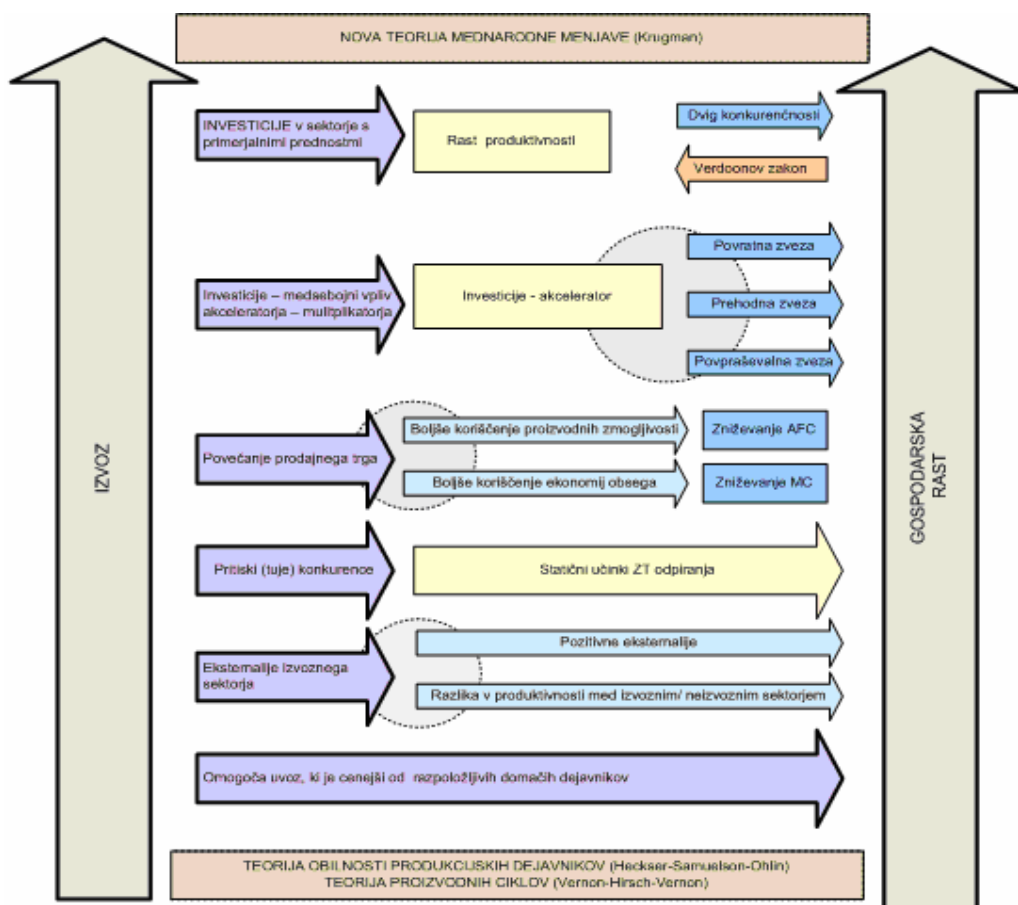 NOVA TEORIJA MEDNARODNE MENJAVE (Krugman)
IZVOZ
INVESTICIJE v sektorje s
primerjalnimi prednostmi
Rast produktivnosti
Dvig konkurenčnosti
Verdoonov zakon
Investicije – medsebojni vpliv
akceleratorja – mulitplikatorja
Investicije - akcelerator
Povratna zveza
Prehodna zveza
Povpraševalna zveza
Povečanje prodajnega trga
Boljše koriščenje proizvodnih zmogljivosti
Zniževanje AFC
Boljše koriščenje ekonomij obsega
Zniževanje MC
Pritiski (tuje) konkurence
Statični učinki ZT odpiranja
Eksternalije izvoznega
sektorja
Pozitivne eksternalije
Razlika v produktivnosti med izvoznim/ neizvoznim sektorjem
Omogoča uvoz, ki je cenejši od razpoložljivih domačih dejavnikov
GOSPODARSKA
RAST
TEORIJA OBILNOSTI PRODUKCIJSKIH DEJAVNIKOV (Heckser-Samuelson-Ohlin)
TEORIJA PROIZVODNIH CIKLOV (Vernon-Hirsch-Vernon)